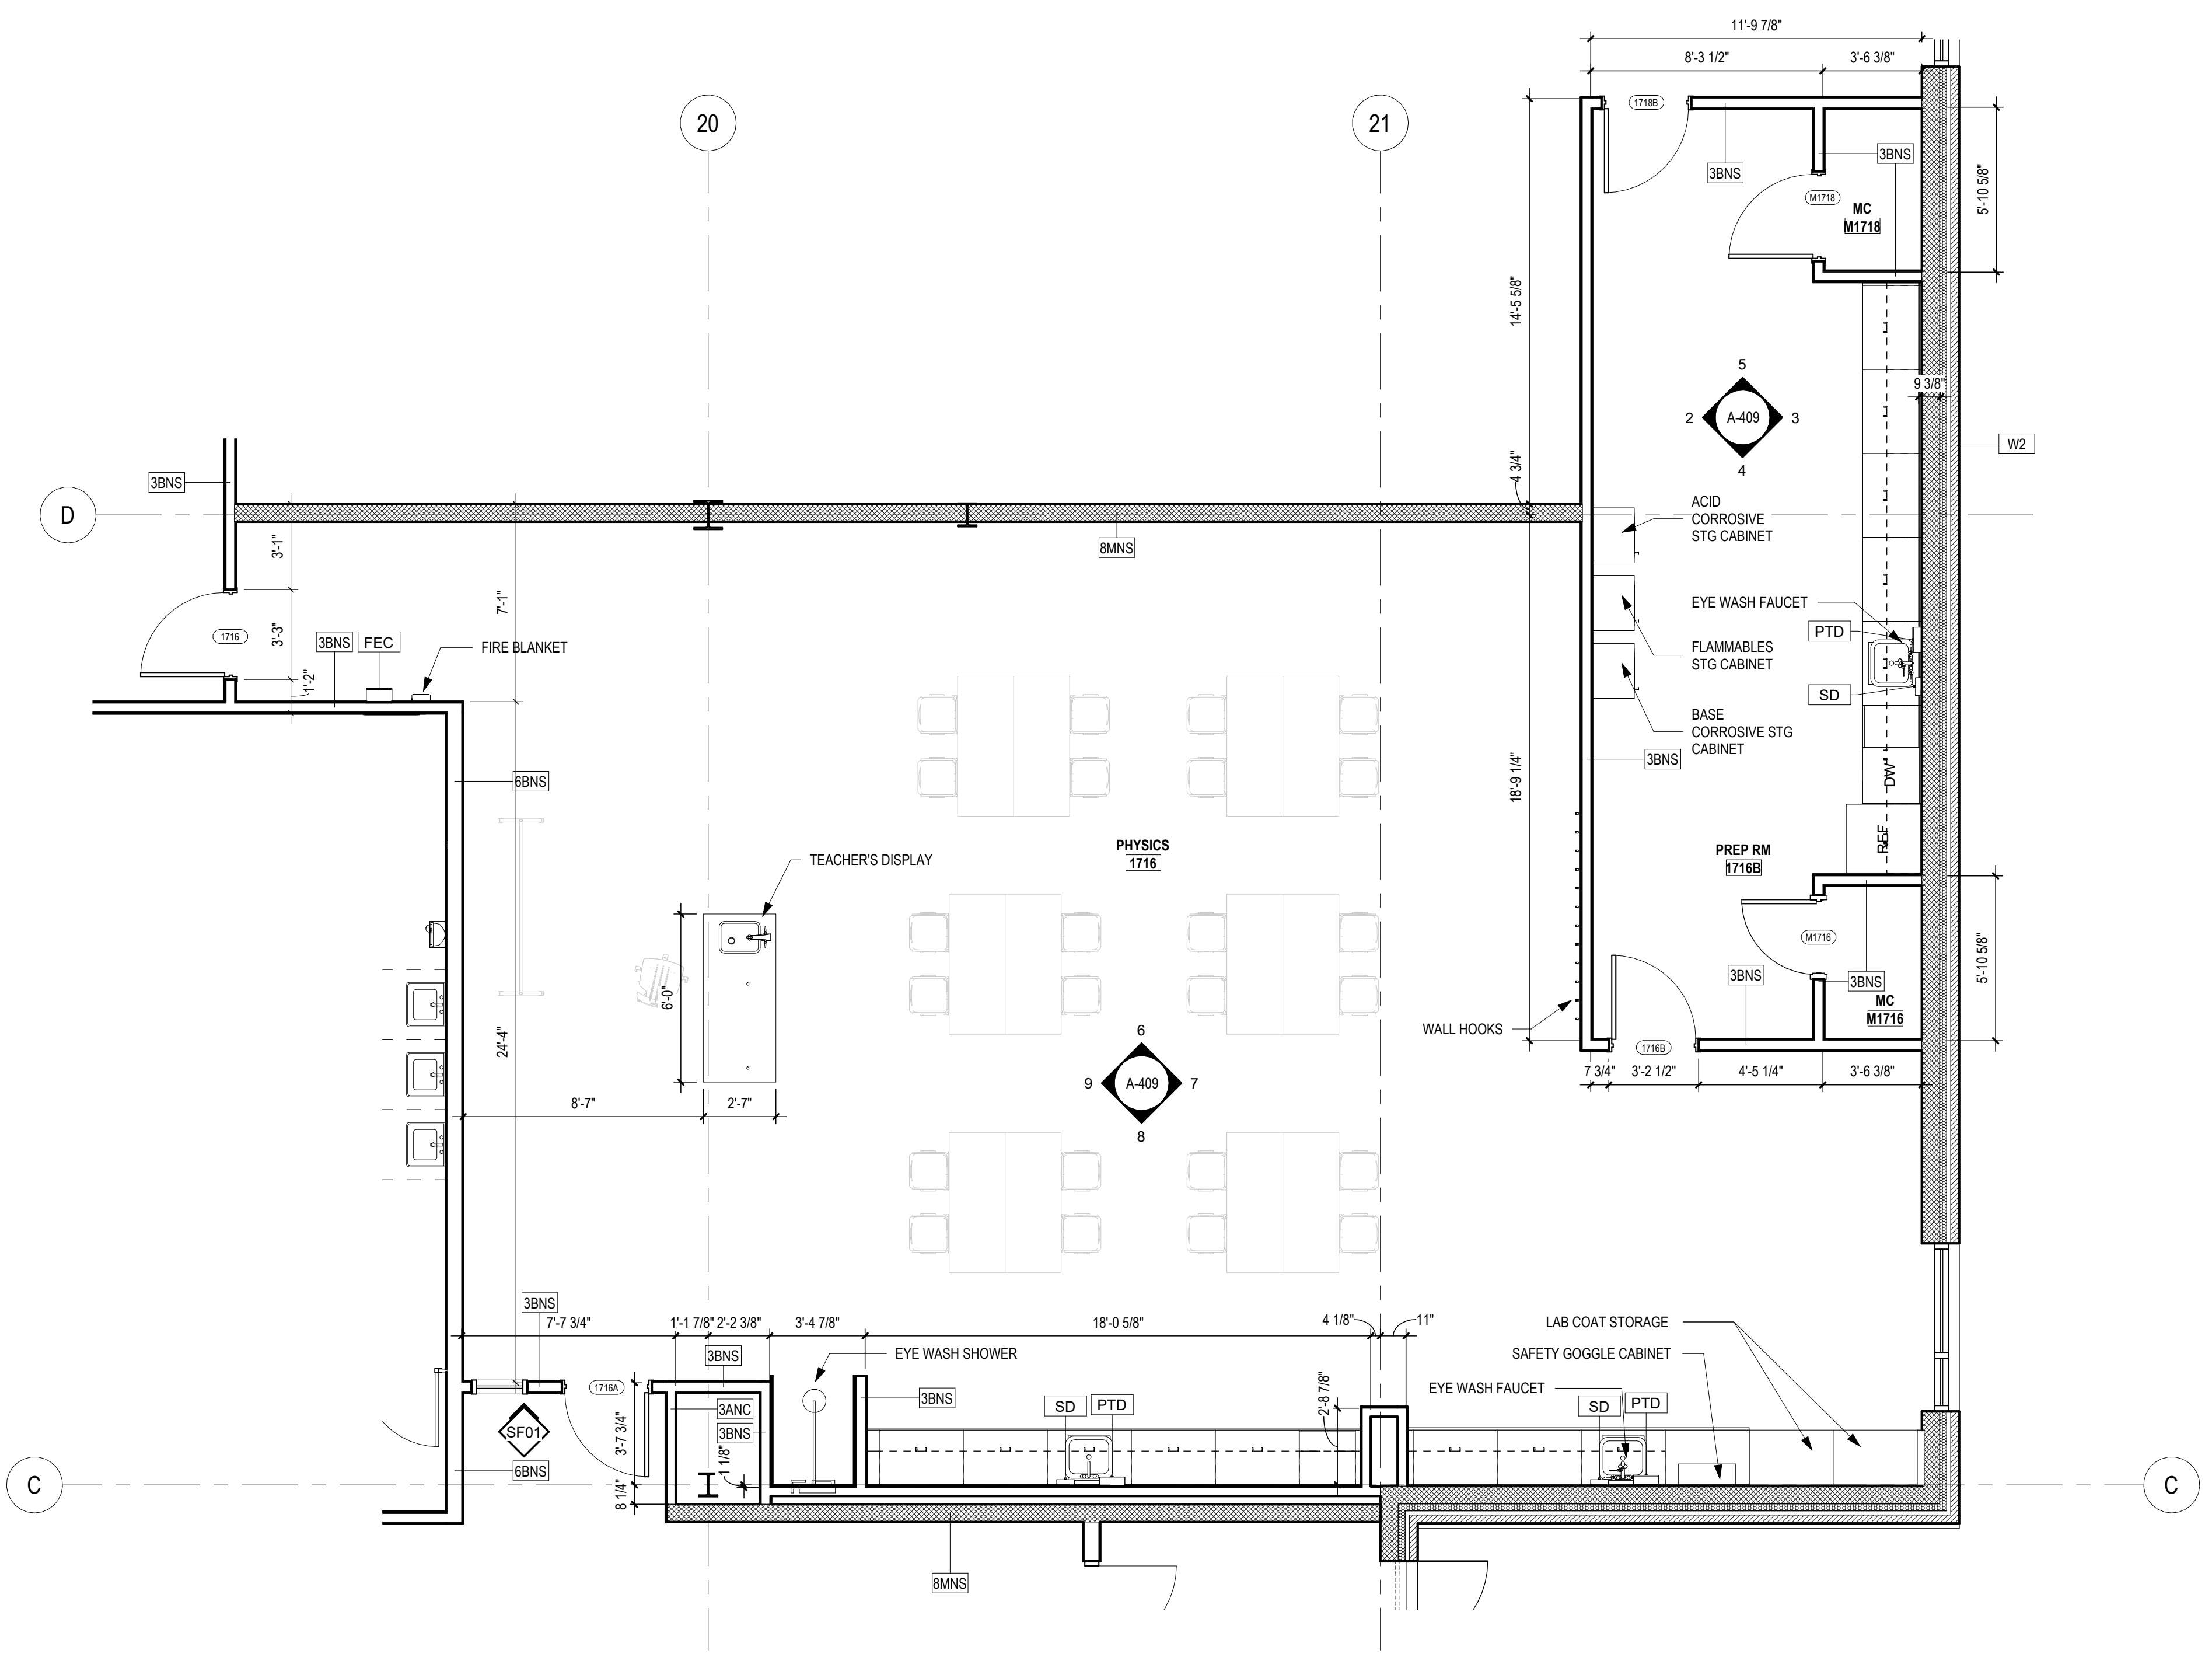 11'-9 7/8"
8'-3 1/2"
3'-6 3/8"
20
21
1718B
3BNS
3BNS
M1718
MC
M1718
5'-10 5/8"
14'-5 5/8"
5
2
A-409
3
4
9 3/8"
W2
3BNS
D
4 3/4"
8MNS
ACID
CORROSIVE
STG CABINET
3'-1"
7'-1"
EYE WASH FAUCET
PTD
1716
3'-3"
3BNS
FEC
FIRE BLANKET
1'-2"
FLAMMABLES
STG CABINET
SD
BASE
CORROSIVE STG
CABINET
3BNS
18'-9 1/4"
DW
6BNS
REF
PHYSICS
1716
TEACHER'S DISPLAY
PREP RM
1716B
M1716
5'-10 5/8"
3BNS
3BNS
MC
M1716
6'-0"
24'-4"
WALL HOOKS
1716B
6
9
A-409
7
8
7 3/4"
3'-2 1/2"
4'-5 1/4"
3'-6 3/8"
8'-7"
2'-7"
3BNS
7'-7 3/4"
1'-1 7/8"
2'-2 3/8"
3'-4 7/8"
18'-0 5/8"
4 1/8"
11"
LAB COAT STORAGE
3BNS
EYE WASH SHOWER
SAFETY GOGGLE CABINET
1716A
3BNS
EYE WASH FAUCET
2'-8 7/8"
SD
PTD
SD
PTD
3ANC
SF01
3'-7 3/4"
3BNS
1 1/8"
6BNS
C
8 1/4"
C
8MNS